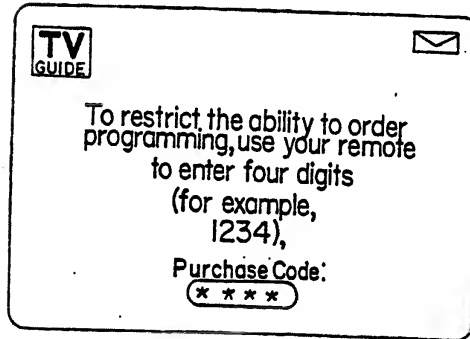 TV
GUIDE
To restrict the ability to order
programming, use your remote
to enter four digits
(for example,
1234),
Purchase Code:
* * * *